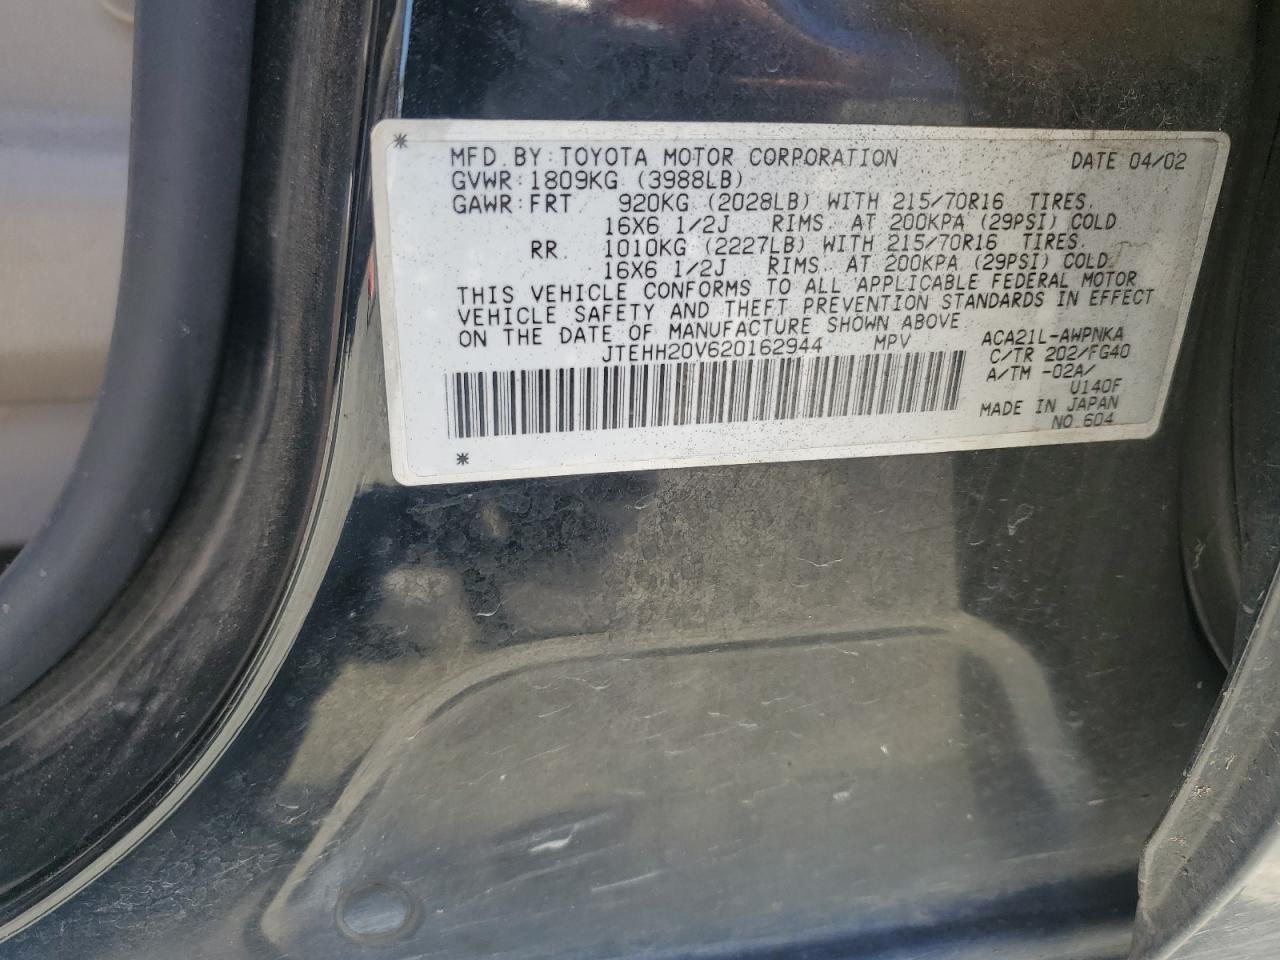 MFD. BY: TOYOTA MOTOR CORPORATION DATE 04/02
GVWR: 1809KG (3988LB)
GAWR: FRT 920KG (2028LB) WITH 215/70R16 TIRES.
16X6 1/2J RIMS. AT 200KPA (29PSI) COLD
RR. 1010KG (2227LB) WITH 215/70R16 TIRES.
16X6 1/2J RIMS. AT 200KPA (29PSI) COLD.
THIS VEHICLE CONFORMS TO ALL APPLICABLE FEDERAL MOTOR
VEHICLE SAFETY AND THEFT PREVENTION STANDARDS IN EFFECT
ON THE DATE OF MANUFACTURE SHOWN ABOVE
JTEHH20V620162944 MPV
ACA21L-AWPNKA
C/TR 202/FG40
A/TM -02A/
U140F
MADE IN JAPAN
NO 604